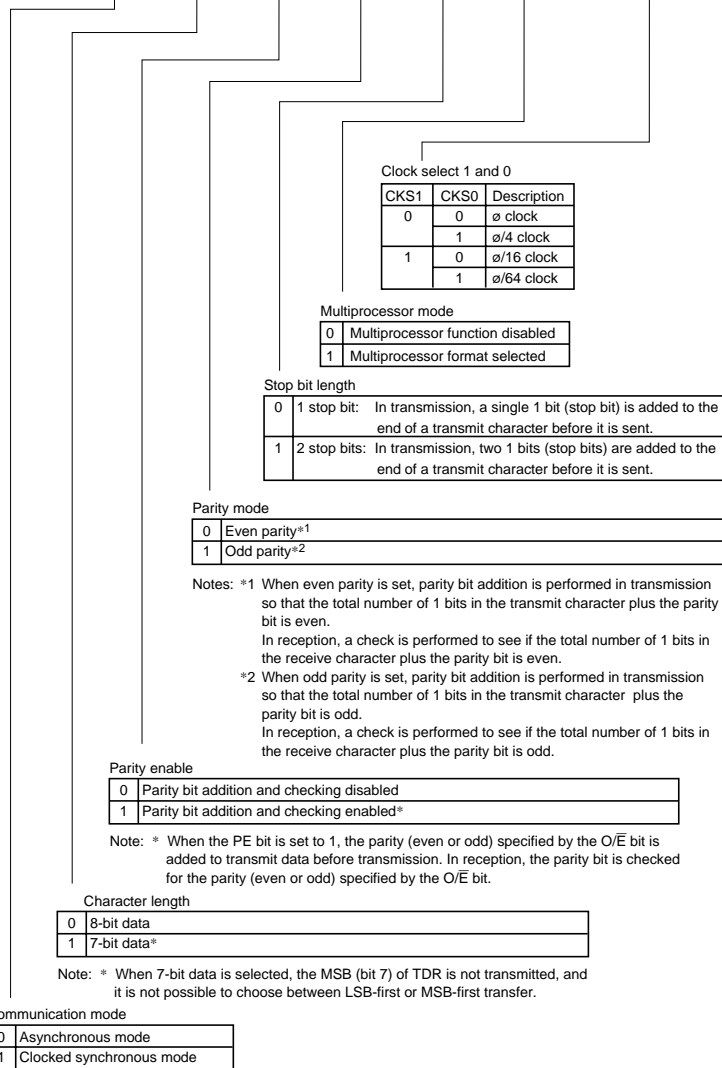 Clock select 1 and 0
CKS1 CKS0 Description
0 0 ø clock
1 ø/4 clock
1 0 ø/16 clock
1 ø/64 clock
Multiprocessor mode
0 Multiprocessor function disabled
1 Multiprocessor format selected
Stop bit length
0 1 stop bit: In transmission, a single 1 bit (stop bit) is added to the
end of a transmit character before it is sent.
1 2 stop bits: In transmission, two 1 bits (stop bits) are added to the
end of a transmit character before it is sent.
Parity mode
0 Even parity*1
1 Odd parity*2
Notes: *1 When even parity is set, parity bit addition is performed in transmission
so that the total number of 1 bits in the transmit character plus the parity
bit is even.
In reception, a check is performed to see if the total number of 1 bits in
the receive character plus the parity bit is even.
*2 When odd parity is set, parity bit addition is performed in transmission
so that the total number of 1 bits in the transmit character plus the
parity bit is odd.
In reception, a check is performed to see if the total number of 1 bits in
the receive character plus the parity bit is odd.
Parity enable
0 Parity bit addition and checking disabled
1 Parity bit addition and checking enabled*
Note: * When the PE bit is set to 1, the parity (even or odd) specified by the O/E̅ bit is
added to transmit data before transmission. In reception, the parity bit is checked
for the parity (even or odd) specified by the O/E̅ bit.
Character length
0 8-bit data
1 7-bit data*
Note: * When 7-bit data is selected, the MSB (bit 7) of TDR is not transmitted, and
it is not possible to choose between LSB-first or MSB-first transfer.
ommunication mode
0 Asynchronous mode
1 Clocked synchronous mode